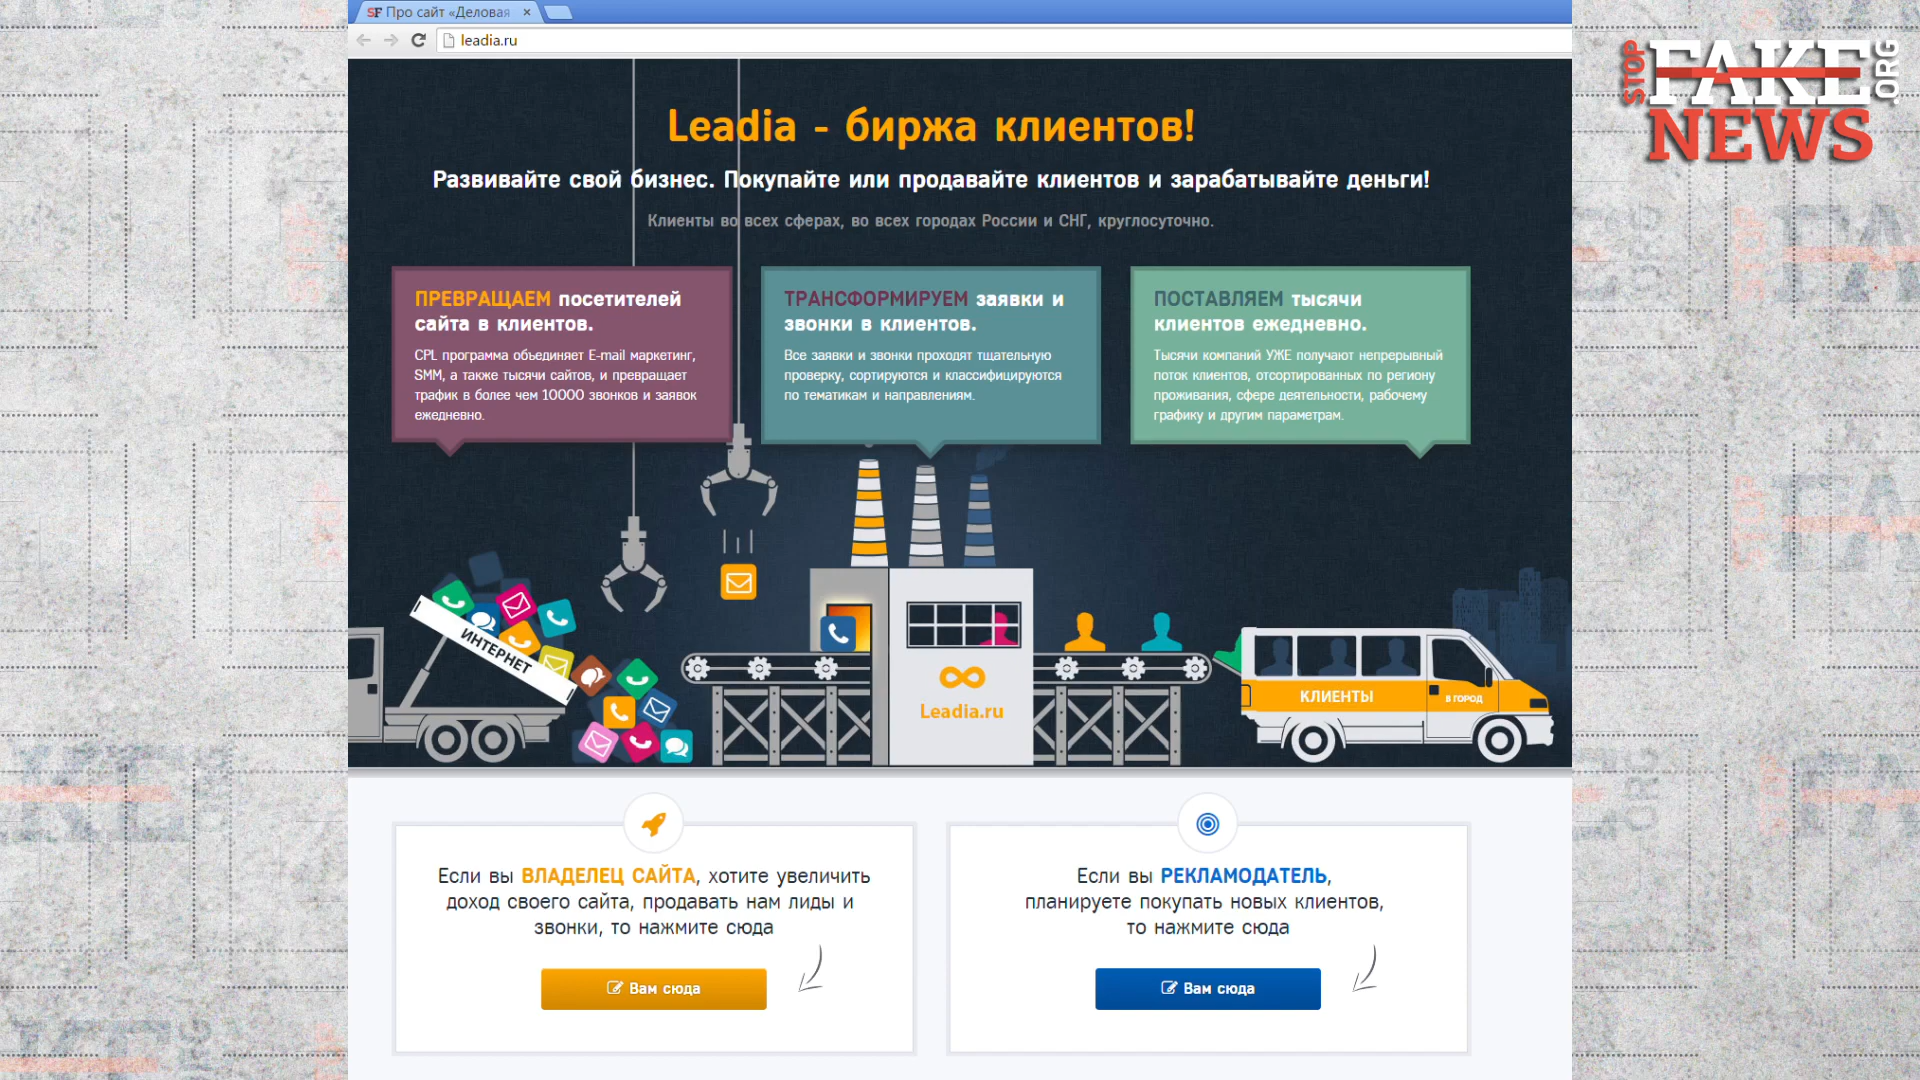 SF Про сайт «Деловая
leadia.ru
STOP
FAKE
.ORG
NEWS
Leadia - биржа клиентов!
Развивайте свой бизнес. Покупайте или продавайте клиентов и зарабатывайте деньги!
Клиенты во всех сферах, во всех городах России и СНГ, круглосуточно.
ПРЕВРАЩАЕМ посетителей
сайта в клиентов.
CPL программа объединяет E-mail маркетинг,
SMM, а также тысячи сайтов, и превращает
трафик в более чем 10000 звонков и заявок
ежедневно.
ТРАНСФОРМИРУЕМ заявки и
звонки в клиентов.
Все заявки и звонки проходят тщательную
проверку, сортируются и классифицируются
по тематикам и направлениям.
ПОСТАВЛЯЕМ тысячи
клиентов ежедневно.
Тысячи компаний УЖЕ получают непрерывный
поток клиентов, отсортированных по региону
проживания, сфере деятельности, рабочему
графику и другим параметрам.
ИНТЕРНЕТ
Leadia.ru
КЛИЕНТЫ
В ГОРОД
Если вы ВЛАДЕЛЕЦ САЙТА, хотите увеличить
доход своего сайта, продавать нам лиды и
звонки, то нажмите сюда
Вам сюда
Если вы РЕКЛАМОДАТЕЛЬ,
планируете покупать новых клиентов,
то нажмите сюда
Вам сюда